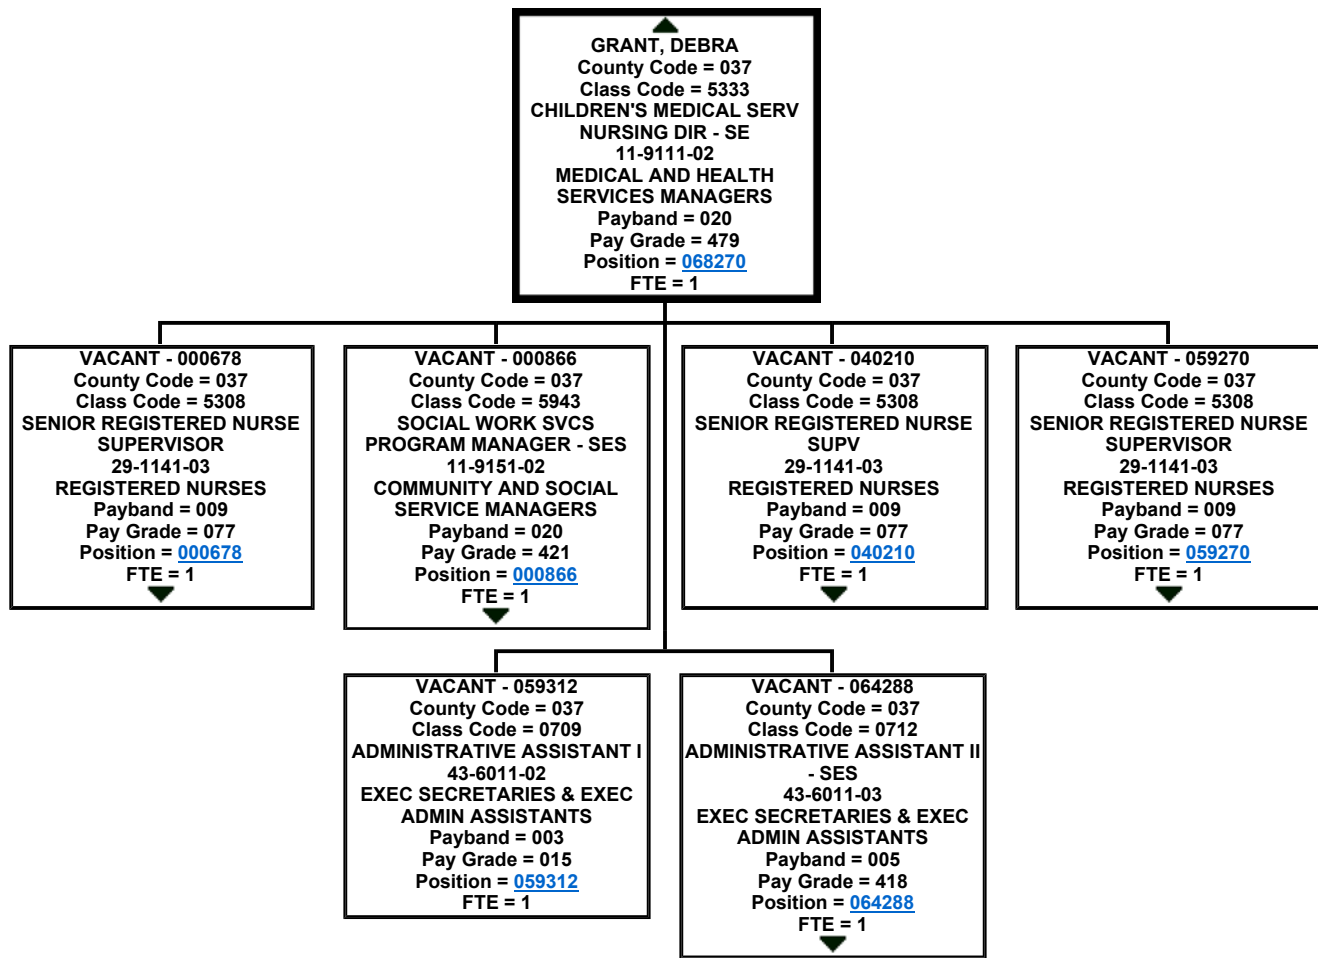 GRANT, DEBRA
County Code = 037
Class Code = 5333
CHILDREN'S MEDICAL SERV
NURSING DIR - SE
11-9111-02
MEDICAL AND HEALTH
SERVICES MANAGERS
Payband = 020
Pay Grade = 479
Position = 068270
FTE = 1
VACANT - 000678
County Code = 037
Class Code = 5308
SENIOR REGISTERED NURSE
SUPERVISOR
29-1141-03
REGISTERED NURSES
Payband = 009
Pay Grade = 077
Position = 000678
FTE = 1
VACANT - 000866
County Code = 037
Class Code = 5943
SOCIAL WORK SVCS
PROGRAM MANAGER - SES
11-9151-02
COMMUNITY AND SOCIAL
SERVICE MANAGERS
Payband = 020
Pay Grade = 421
Position = 000866
FTE = 1
VACANT - 040210
County Code = 037
Class Code = 5308
SENIOR REGISTERED NURSE
SUPV
29-1141-03
REGISTERED NURSES
Payband = 009
Pay Grade = 077
Position = 040210
FTE = 1
VACANT - 059270
County Code = 037
Class Code = 5308
SENIOR REGISTERED NURSE
SUPERVISOR
29-1141-03
REGISTERED NURSES
Payband = 009
Pay Grade = 077
Position = 059270
FTE = 1
VACANT - 059312
County Code = 037
Class Code = 0709
ADMINISTRATIVE ASSISTANT I
43-6011-02
EXEC SECRETARIES & EXEC
ADMIN ASSISTANTS
Payband = 003
Pay Grade = 015
Position = 059312
FTE = 1
VACANT - 064288
County Code = 037
Class Code = 0712
ADMINISTRATIVE ASSISTANT II
- SES
43-6011-03
EXEC SECRETARIES & EXEC
ADMIN ASSISTANTS
Payband = 005
Pay Grade = 418
Position = 064288
FTE = 1